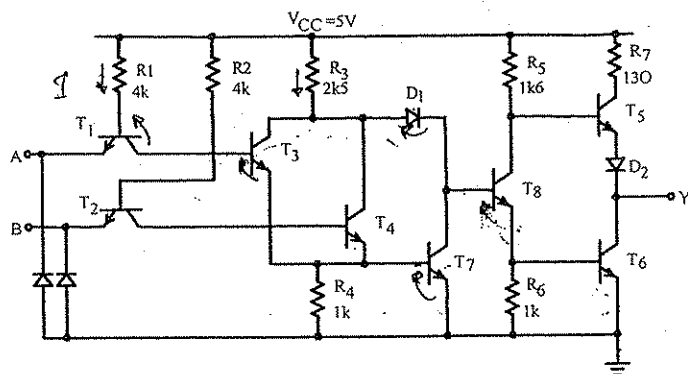 VCC=5V
R1
4k
R2
4k
R3
2k5
D1
R5
1k6
R7
130
I
T1
T3
T5
D2
A
T2
T8
Y
T4
B
T7
T6
R4
1k
R6
1k